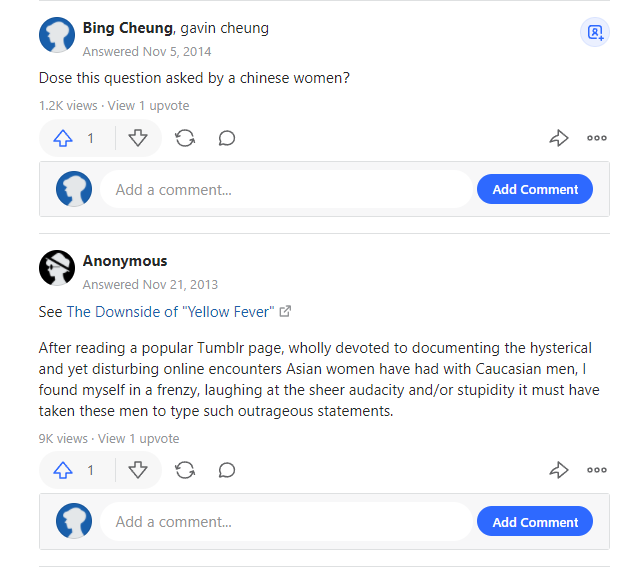 Bing Cheung, gavin cheung
Answered Nov 5, 2014
Dose this question asked by a chinese women?
1.2K views · View 1 upvote
1
Add a comment...
Add Comment
Anonymous
Answered Nov 21, 2013
See The Downside of "Yellow Fever"
After reading a popular Tumblr page, wholly devoted to documenting the hysterical
and yet disturbing online encounters Asian women have had with Caucasian men, I
found myself in a frenzy, laughing at the sheer audacity and/or stupidity it must have
taken these men to type such outrageous statements.
9K views · View 1 upvote
1
Add a comment...
Add Comment